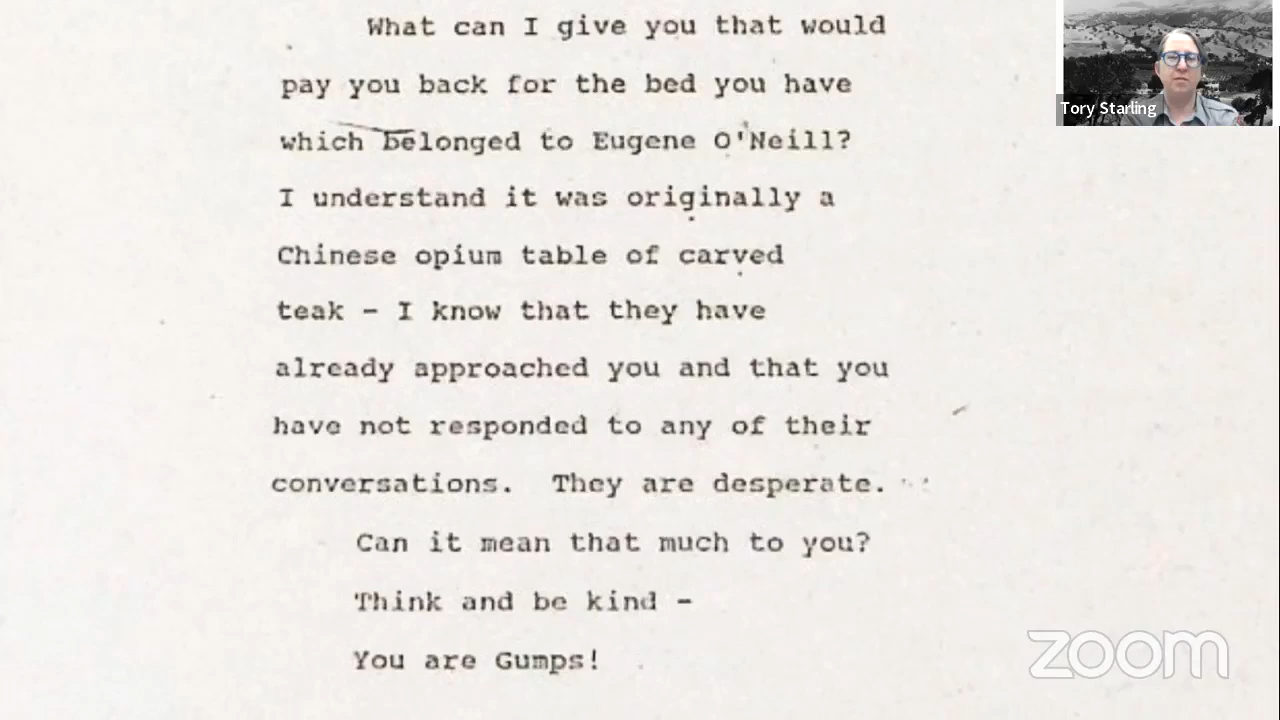 What can I give you that would
pay you back for the bed you have
which belonged to Eugene O'Neill?
I understand it was originally a
Chinese opium table of carved
teak - I know that they have
already approached you and that you
have not responded to any of their
conversations. They are desperate.
Can it mean that much to you?
Think and be kind -
You are Gumps!
Tory Starling
zoom